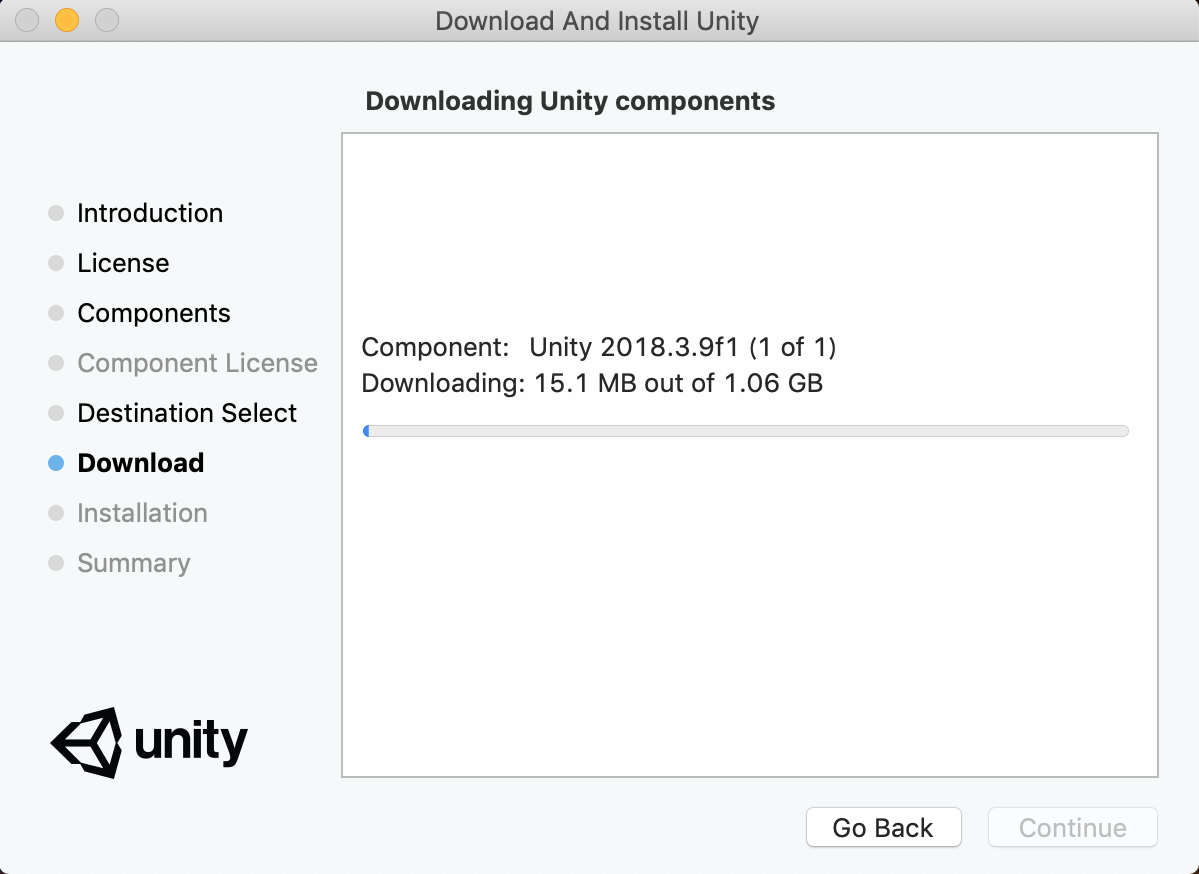 Download And Install Unity
Downloading Unity components
Introduction
License
Components
Component License
Destination Select
Download
Installation
Summary
Component: Unity 2018.3.9f1 (1 of 1)
Downloading: 15.1 MB out of 1.06 GB
unity
Go Back
Continue